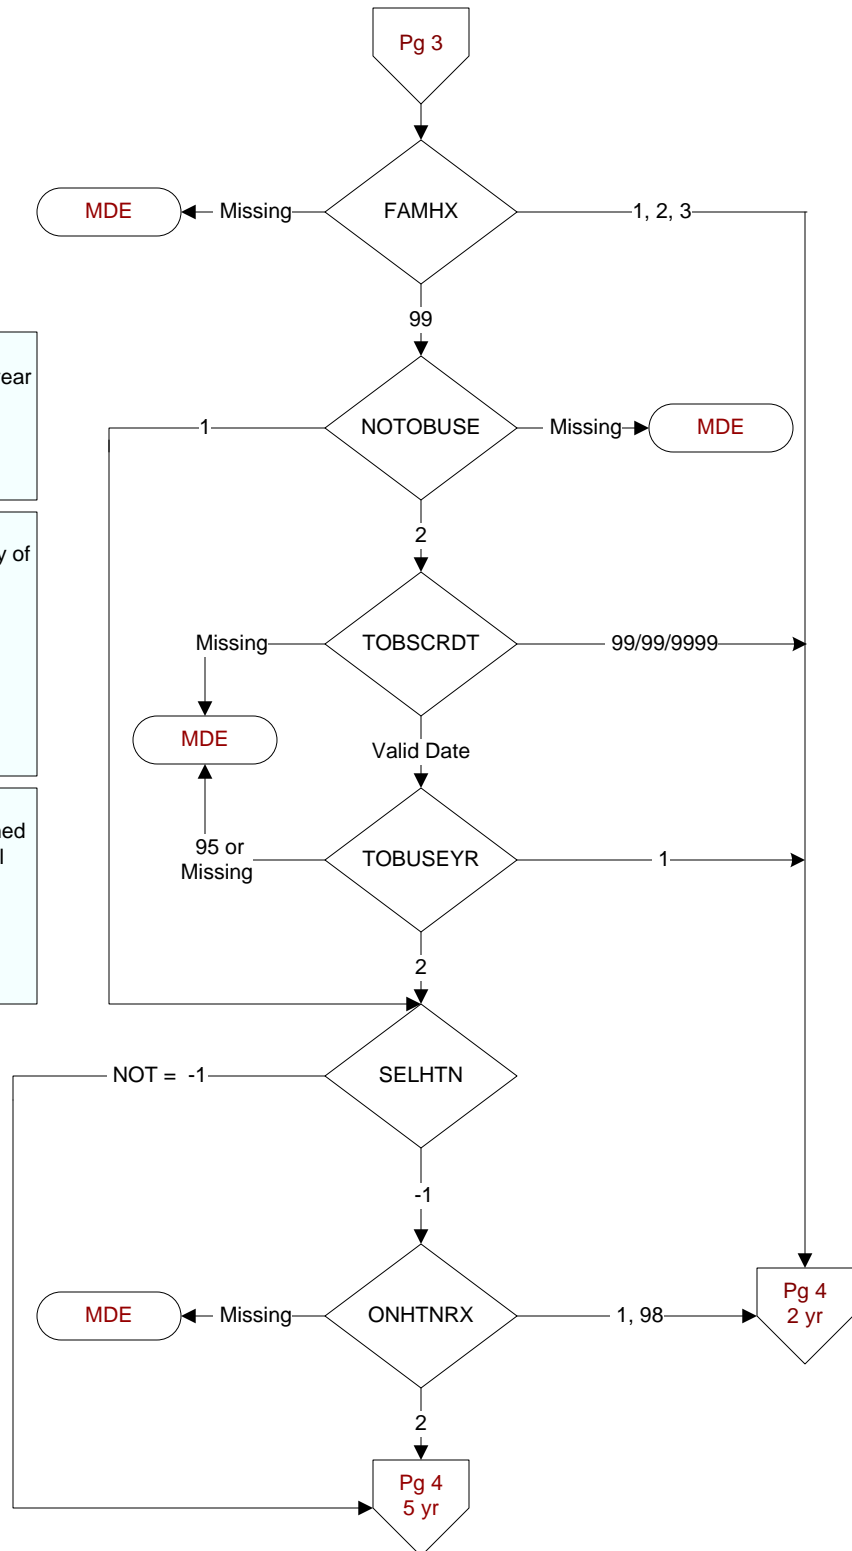 Pg 3
MDE
Missing
FAMHX
1, 2, 3
99
ear
1
NOTOBUSE
Missing
MDE
2
y of
Missing
TOBSCRDT
99/99/9999
MDE
Valid Date
ed
l
95 or
Missing
TOBUSEYR
1
2
NOT = -1
SELHTN
-1
MDE
Missing
ONHTNRX
1, 98
Pg 4
2 yr
2
Pg 4
5 yr